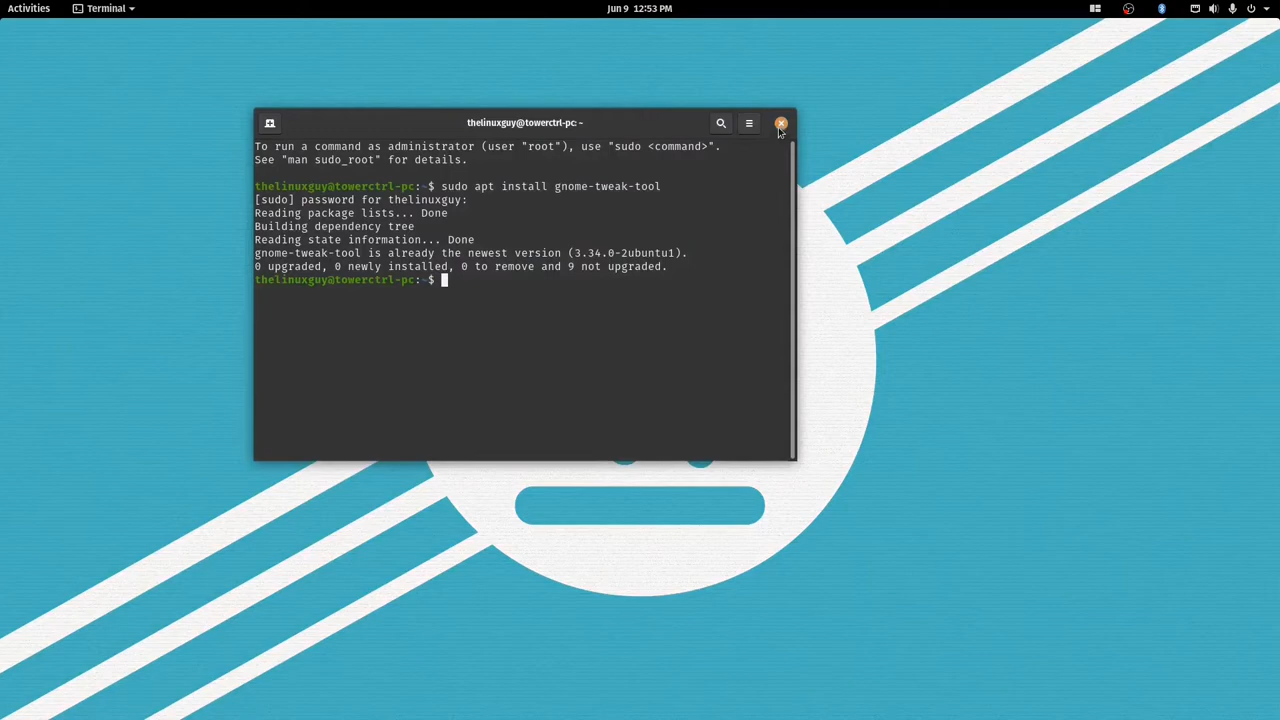 Activities
Terminal
Jun 9 12:53 PM
thelinuxguy@towerctrl-pc: ~
To run a command as administrator (user "root"), use "sudo <command>".
See "man sudo_root" for details.
thelinuxguy@towerctrl-pc:~$ sudo apt install gnome-tweak-tool
[sudo] password for thelinuxguy:
Reading package lists... Done
Building dependency tree
Reading state information... Done
gnome-tweak-tool is already the newest version (3.34.0-2ubuntu1).
0 upgraded, 0 newly installed, 0 to remove and 9 not upgraded.
thelinuxguy@towerctrl-pc:~$